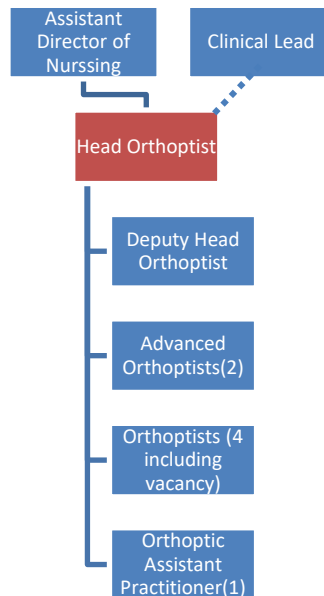 Assistant
Director of
Nurssing
Clinical Lead
Head Orthoptist
Deputy Head
Orthoptist
Advanced
Orthoptists(2)
Orthoptists (4
including
vacancy)
Orthoptic
Assistant
Practitioner(1)